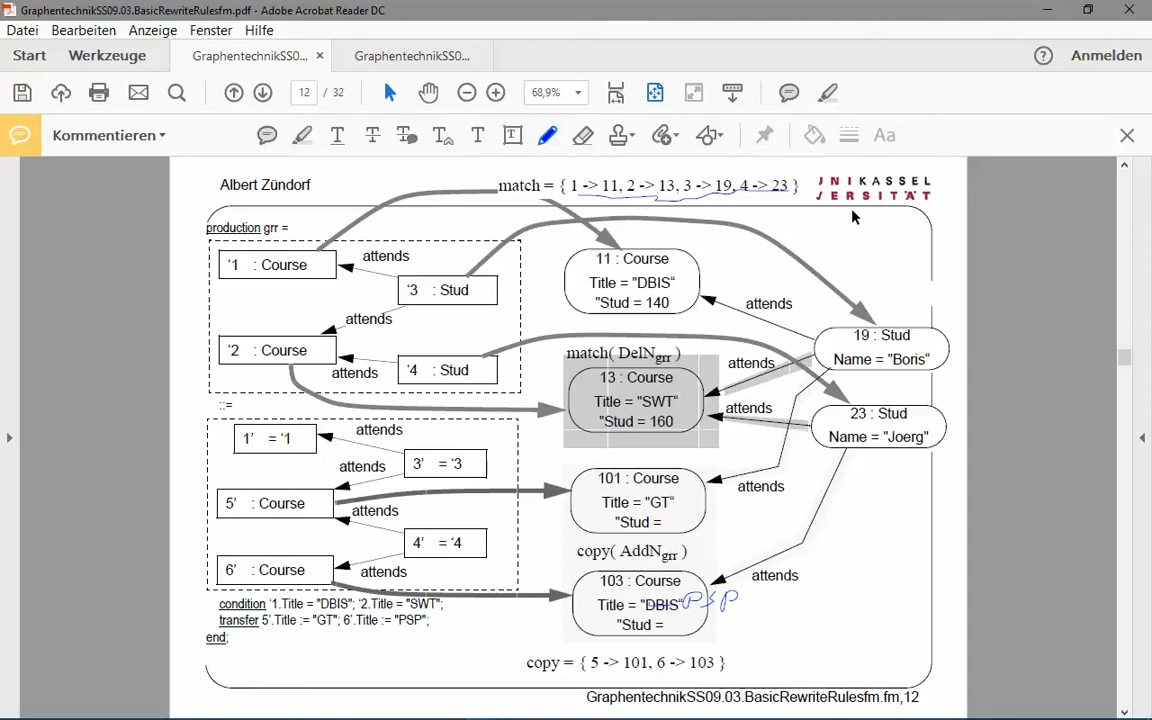 GraphentechnikSS09.03.BasicRewriteRulesfm.pdf - Adobe Acrobat Reader DC
Datei Bearbeiten Anzeige Fenster Hilfe
Start Werkzeuge GraphentechnikSS0... × GraphentechnikSS0... Anmelden
12 / 32 68,9%
Kommentieren
Albert Zündorf
match = { 1 -> 11, 2 -> 13, 3 -> 19, 4 -> 23 }
UNIKASSEL
VERSITÄT
production grr =
‘1 : Course
attends
‘3 : Stud
attends
‘2 : Course
attends
‘4 : Stud
::=
1’ = ‘1
attends
3’ = ‘3
attends
5’ : Course
attends
4’ = ‘4
6’ : Course
attends
condition ‘1.Title = "DBIS"; ‘2.Title = "SWT";
transfer 5’.Title := "GT"; 6’.Title := "PSP";
end;
11 : Course
Title = "DBIS“
"Stud = 140
attends
19 : Stud
Name = "Boris“
match( DelNgrr )
attends
13 : Course
Title = "SWT“
"Stud = 160
attends
23 : Stud
Name = "Joerg"
101 : Course
Title = "GT“
"Stud =
attends
copy( AddNgrr )
103 : Course
Title = "DBIS“ PSP
"Stud =
attends
copy = { 5 -> 101, 6 -> 103 }
GraphentechnikSS09.03.BasicRewriteRulesfm.fm,12